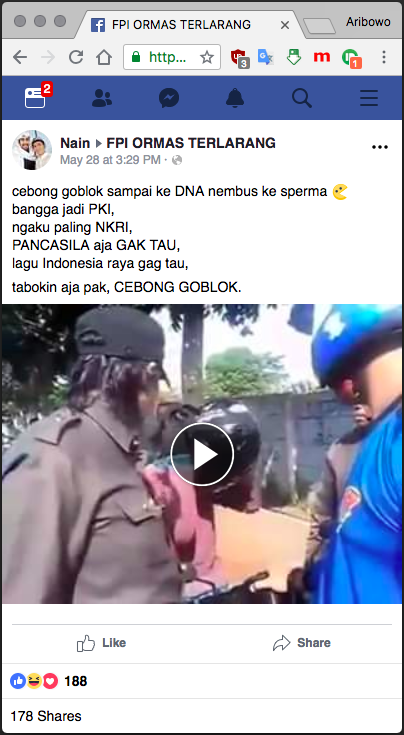 FPI ORMAS TERLARANG
Aribowo
http...
3
m
1
2
Nain ▸ FPI ORMAS TERLARANG
May 28 at 3:29 PM ·
cebong goblok sampai ke DNA nembus ke sperma
bangga jadi PKI,
ngaku paling NKRI,
PANCASILA aja GAK TAU,
lagu Indonesia raya gag tau,
tabokin aja pak, CEBONG GOBLOK.
Like
Share
188
178 Shares